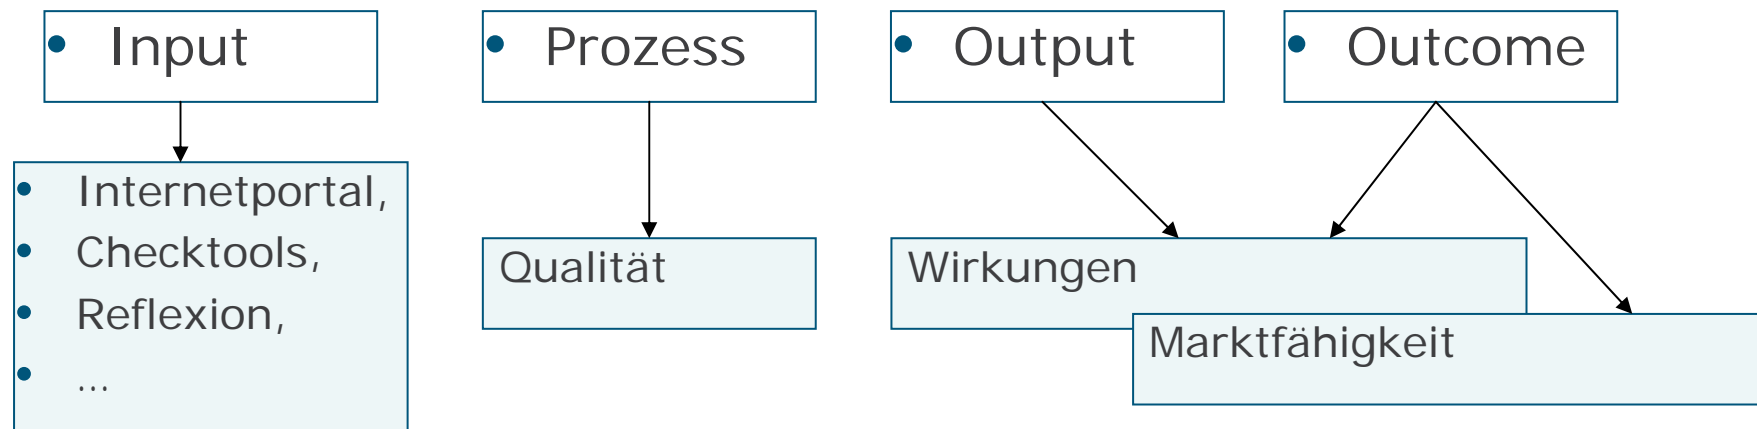 • Input
• Prozess
• Output
• Outcome
• Internetportal,
• Checktools,
• Reflexion,
• ...
Qualität
Wirkungen
Marktfähigkeit